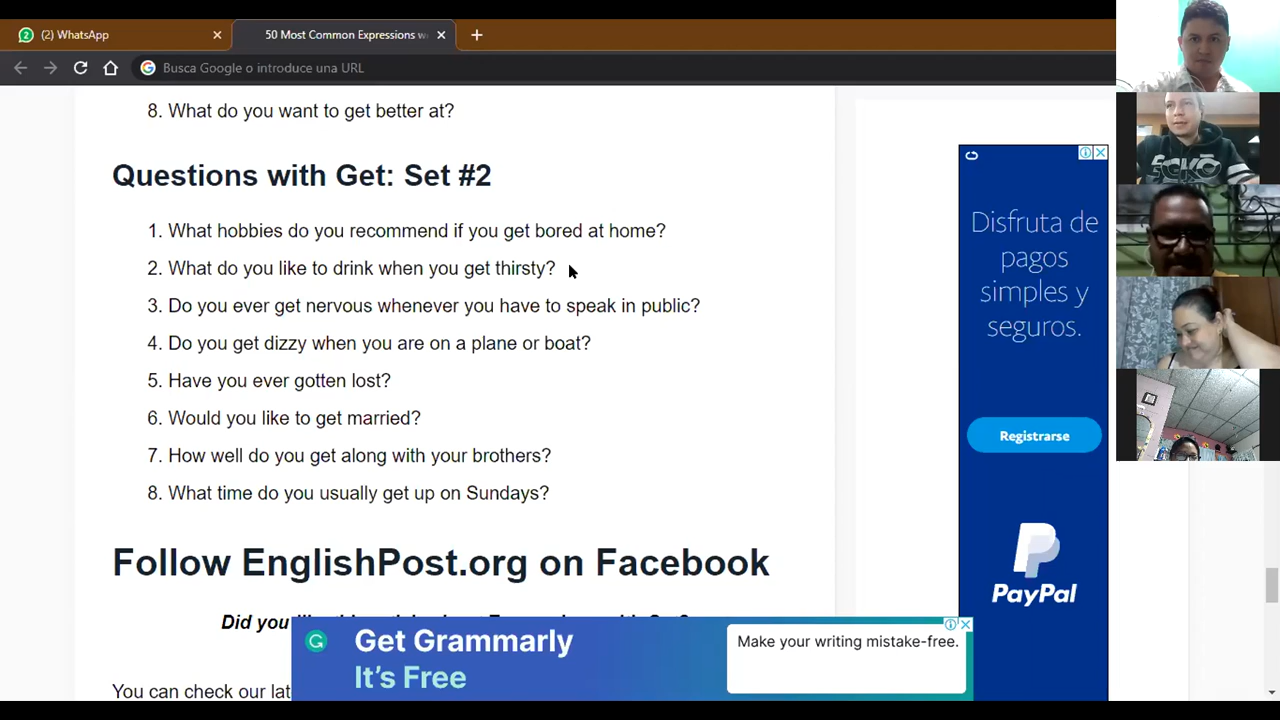 (2) WhatsApp
50 Most Common Expressions w
Busca Google o introduce una URL
8. What do you want to get better at?
Questions with Get: Set #2
1. What hobbies do you recommend if you get bored at home?
2. What do you like to drink when you get thirsty?
3. Do you ever get nervous whenever you have to speak in public?
4. Do you get dizzy when you are on a plane or boat?
5. Have you ever gotten lost?
6. Would you like to get married?
7. How well do you get along with your brothers?
8. What time do you usually get up on Sundays?
Follow EnglishPost.org on Facebook
Did you
You can check our lat
Get Grammarly
It's Free
Make your writing mistake-free.
Disfruta de
pagos
simples y
seguros.
Registrarse
PayPal
ECKŌ